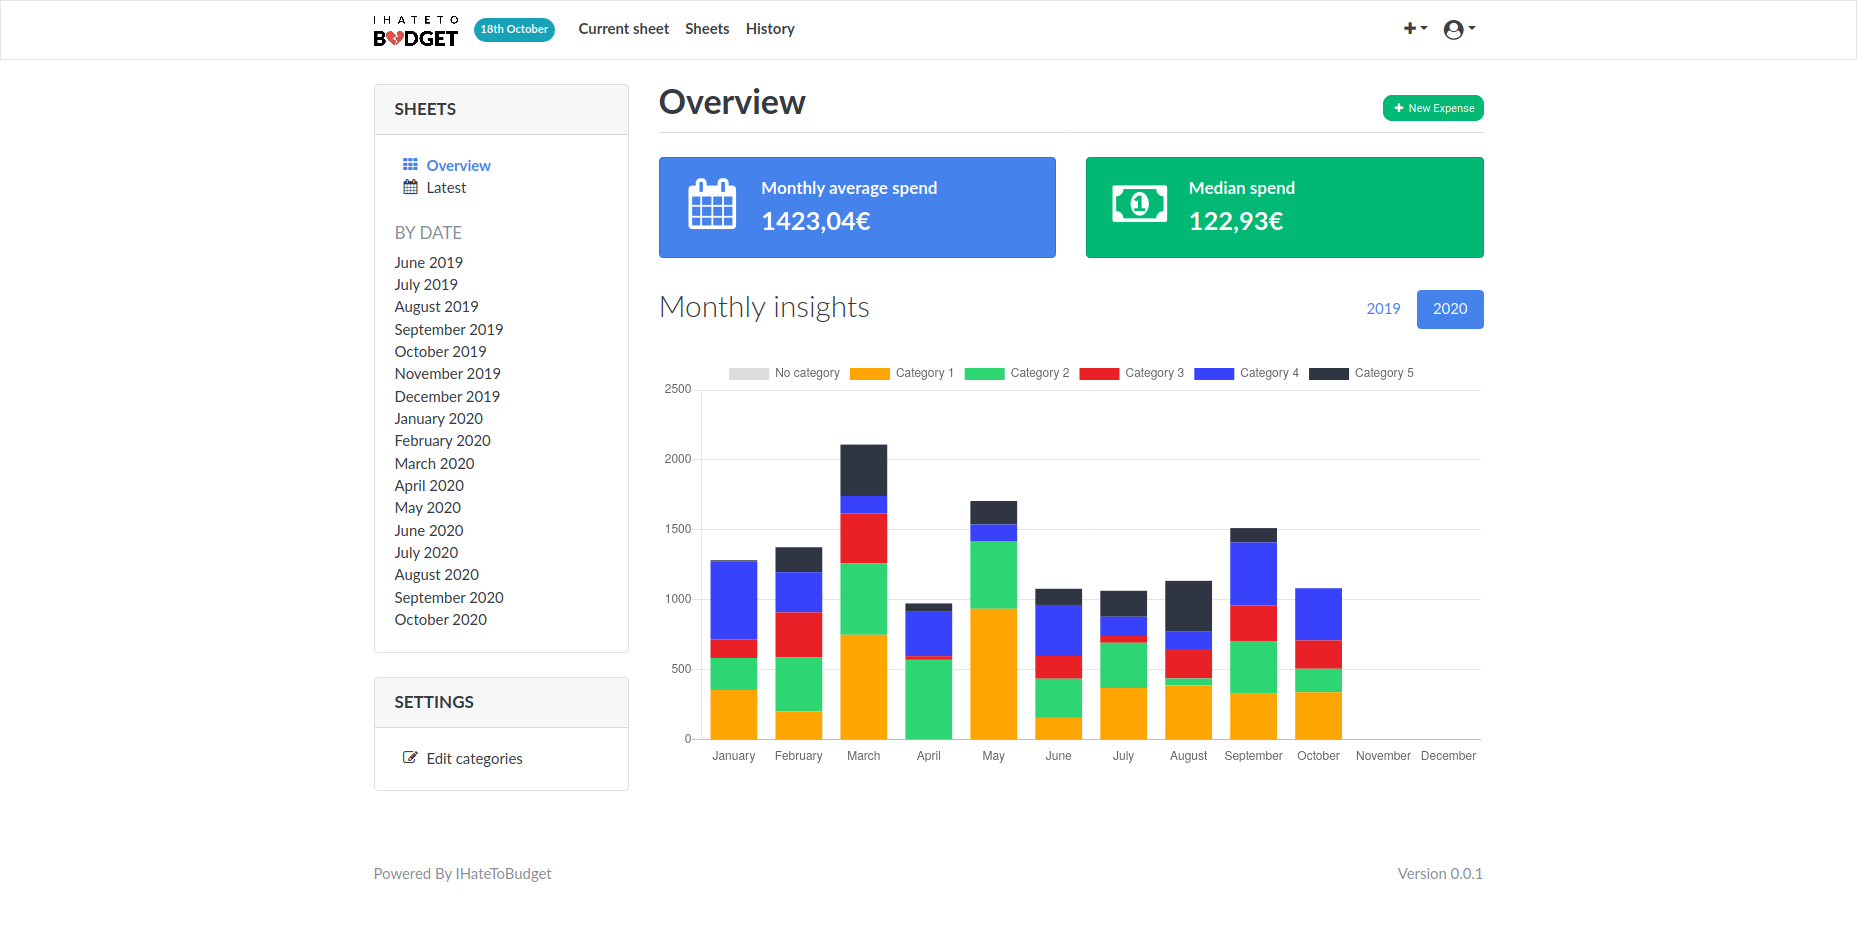 I H A T E T O
BUDGET
18th October
Current sheet
Sheets
History
SHEETS
Overview
Latest
BY DATE
June 2019
July 2019
August 2019
September 2019
October 2019
November 2019
December 2019
January 2020
February 2020
March 2020
April 2020
May 2020
June 2020
July 2020
August 2020
September 2020
October 2020
SETTINGS
Edit categories
Overview
New Expense
Monthly average spend
1423,04€
1
Median spend
122,93€
Monthly insights
2019
2020
No category
Category 1
Category 2
Category 3
Category 4
Category 5
2500
2000
1500
1000
500
0
January
February
March
April
May
June
July
August
September
October
November
December
Powered By IHateToBudget
Version 0.0.1